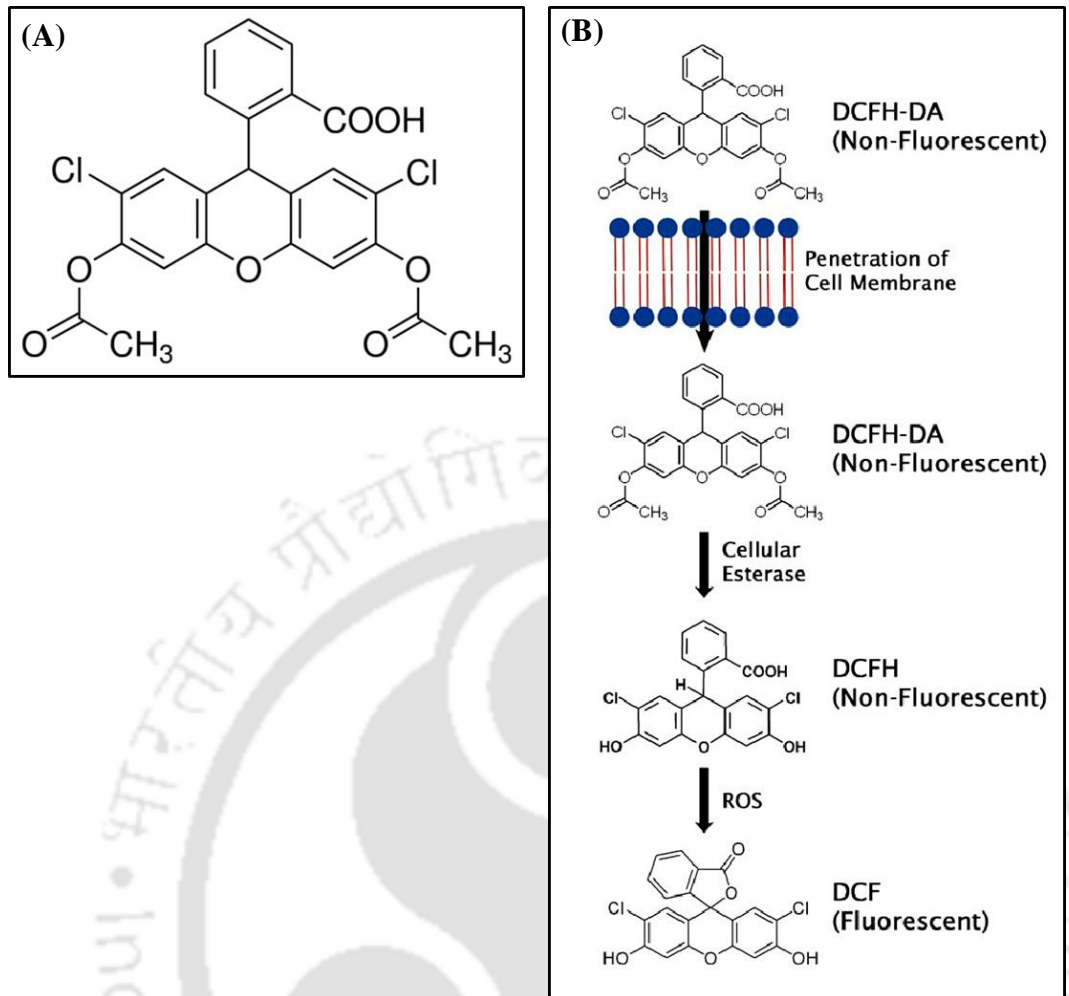 (A)
COOH
Cl
Cl
O
O
O
O
O
CH3
CH3
(B)
COOH
Cl
Cl
O
O
O
O
CH3
O
CH3
DCFH-DA
(Non-Fluorescent)
Penetration of
Cell Membrane
COOH
Cl
Cl
O
O
O
O
CH3
O
CH3
DCFH-DA
(Non-Fluorescent)
Cellular
Esterase
COOH
H
Cl
Cl
HO
O
OH
DCFH
(Non-Fluorescent)
ROS
O
O
Cl
Cl
HO
O
OH
DCF
(Fluorescent)
भारतीय प्रौद्योगि